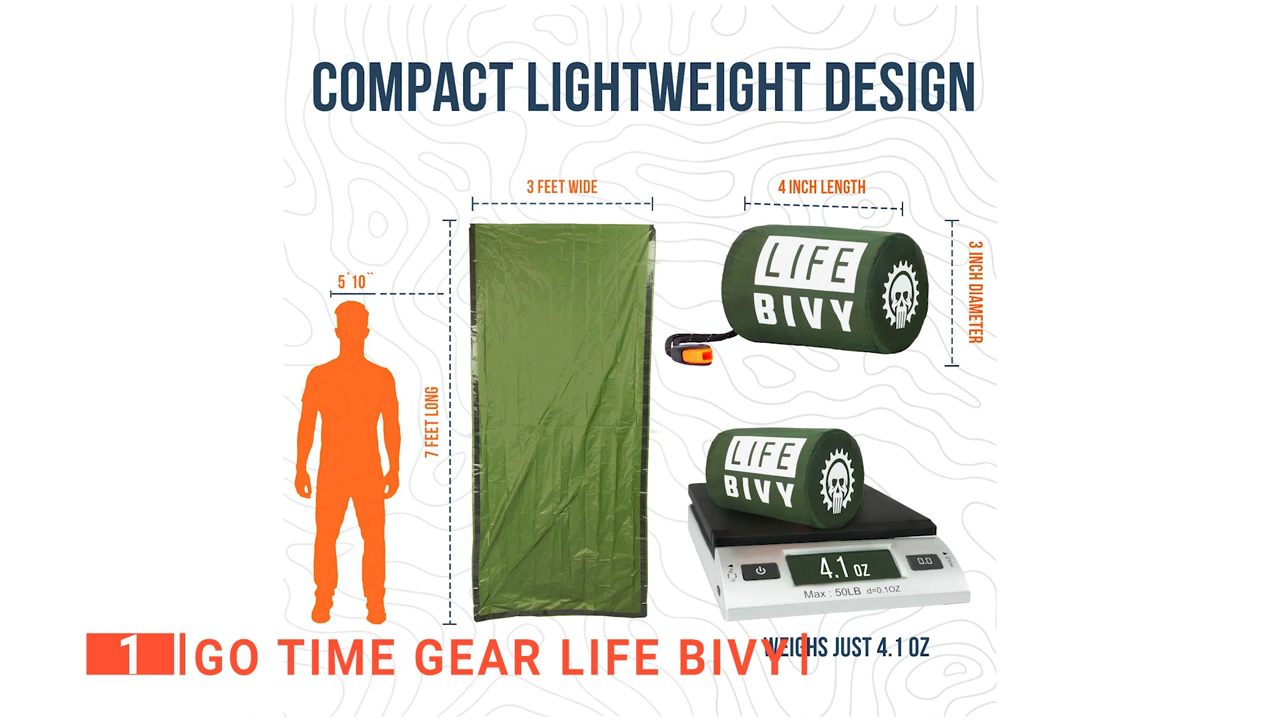 COMPACT LIGHTWEIGHT DESIGN
3 FEET WIDE
4 INCH LENGTH
LIFE
BIVY
3 INCH DIAMETER
5`10``
7 FEET LONG
LIFE
BIVY
4.1 OZ
0.0
Max : 50LB d=0.1OZ
WEIGHS JUST 4.1 OZ
1 GO TIME GEAR LIFE BIVY